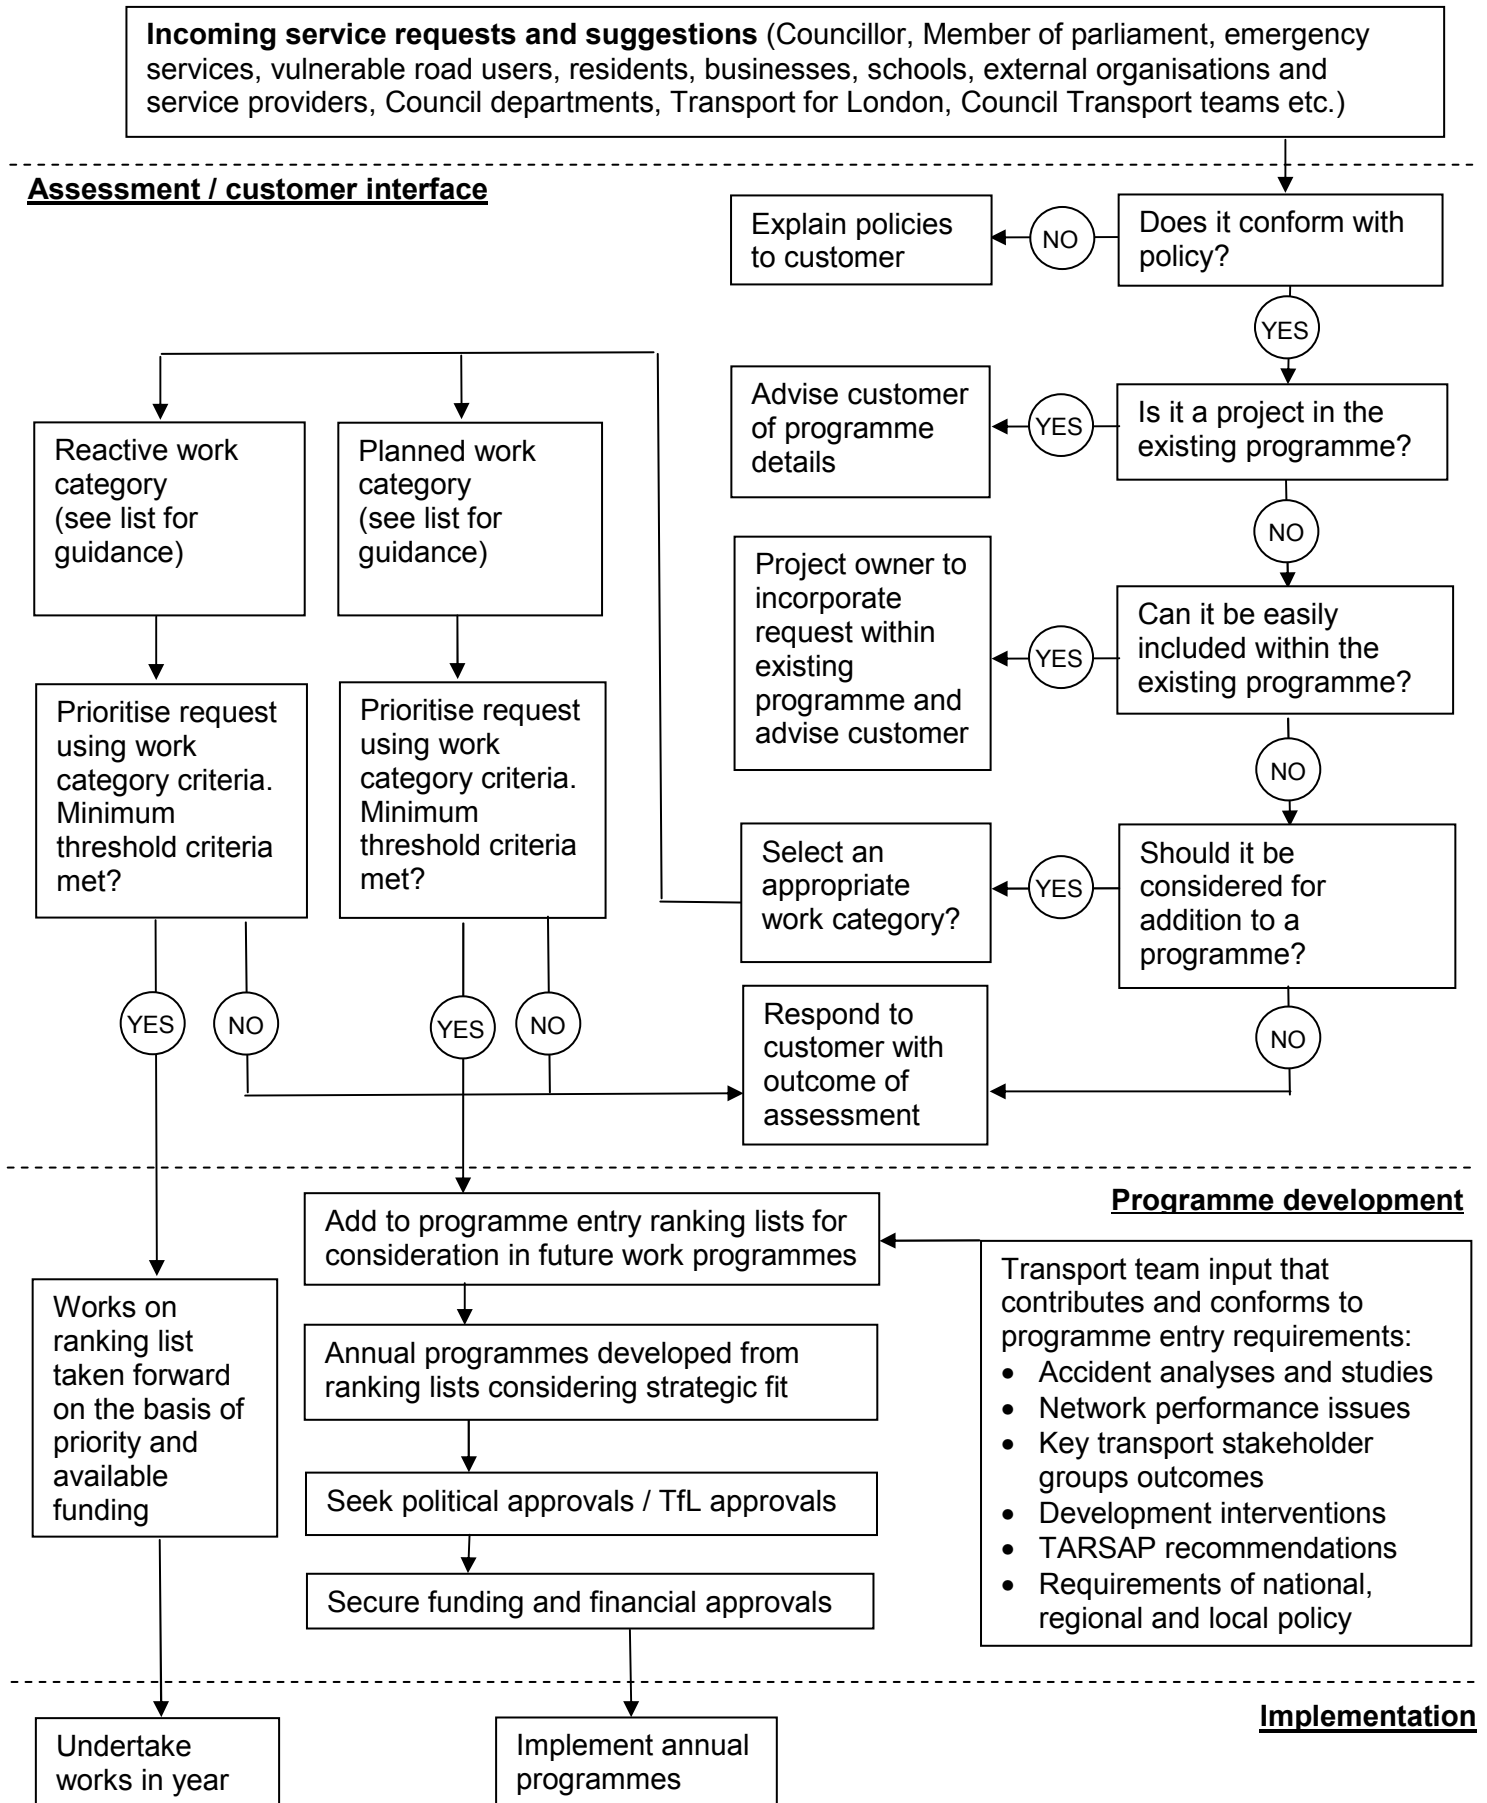 Incoming service requests and suggestions (Councillor, Member of parliament, emergency
services, vulnerable road users, residents, businesses, schools, external organisations and
service providers, Council departments, Transport for London, Council Transport teams etc.)
Assessment / customer interface
Does it conform with
policy?
NO
Explain policies
to customer
YES
Is it a project in the
existing programme?
YES
Advise customer
of programme
details
NO
Can it be easily
included within the
existing programme?
YES
Project owner to
incorporate
request within
existing
programme and
advise customer
NO
Should it be
considered for
addition to a
programme?
YES
Select an
appropriate
work category?
NO
Respond to
customer with
outcome of
assessment
Reactive work
category
(see list for
guidance)
Planned work
category
(see list for
guidance)
Prioritise request
using work
category criteria.
Minimum
threshold criteria
met?
Prioritise request
using work
category criteria.
Minimum
threshold criteria
met?
YES
NO
YES
NO
Programme development
Add to programme entry ranking lists for
consideration in future work programmes
Transport team input that
contributes and conforms to
programme entry requirements:
• Accident analyses and studies
• Network performance issues
• Key transport stakeholder
groups outcomes
• Development interventions
• TARSAP recommendations
• Requirements of national,
regional and local policy
Works on
ranking list
taken forward
on the basis of
priority and
available
funding
Annual programmes developed from
ranking lists considering strategic fit
Seek political approvals / TfL approvals
Secure funding and financial approvals
Implementation
Undertake
works in year
Implement annual
programmes